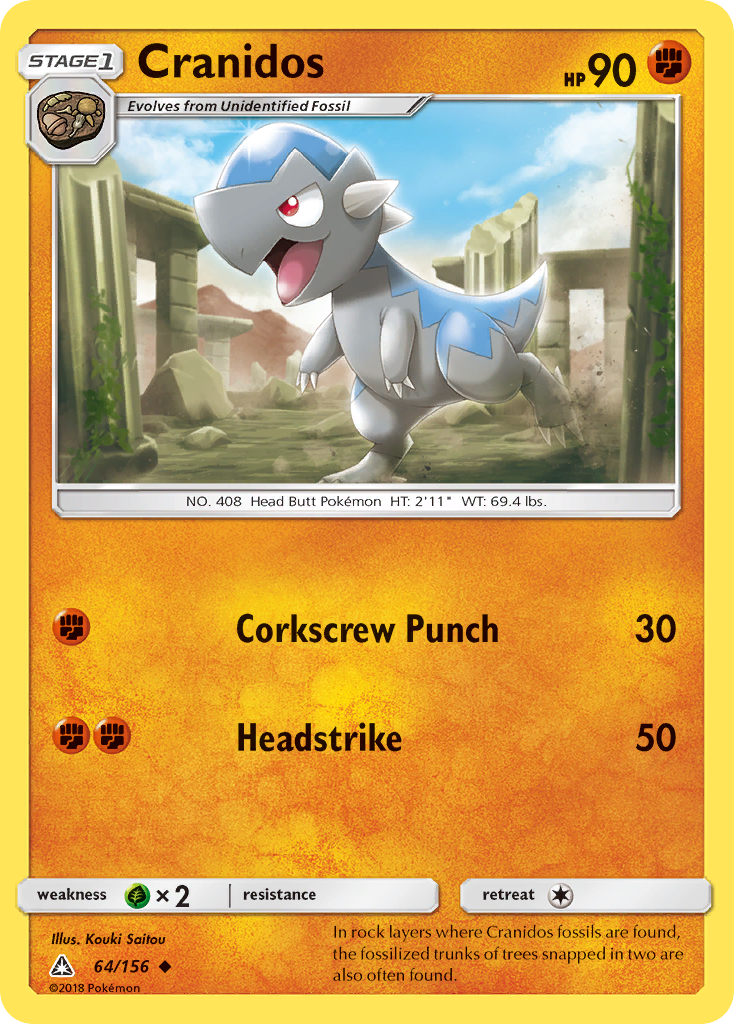 STAGE1
Cranidos
HP 90
Evolves from Unidentified Fossil
NO. 408 Head Butt Pokémon HT: 2'11" WT: 69.4 lbs.
Corkscrew Punch 30
Headstrike 50
weakness × 2 resistance retreat
Illus. Kouki Saitou
64/156
©2018 Pokémon
In rock layers where Cranidos fossils are found,
the fossilized trunks of trees snapped in two are
also often found.